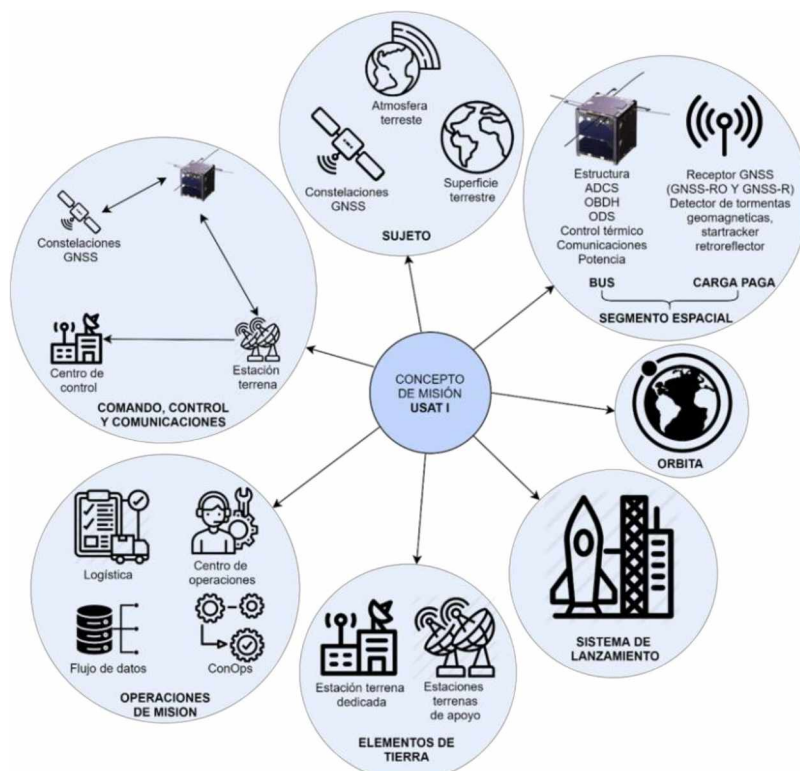 Atmosfera
terreste
Constelaciones
GNSS
Superficie
terrestre
SUJETO
Estructura
ADCS
OBDH
ODS
Control térmico
Comunicaciones
Potencia
BUS
Receptor GNSS
(GNSS-RO Y GNSS-R)
Detector de tormentas
geomagneticas,
startracker
retroreflector
CARGA PAGA
SEGMENTO ESPACIAL
Constelaciones
GNSS
Centro de
control
Estación
terrena
COMANDO, CONTROL
Y COMUNICACIONES
CONCEPTO
DE MISIÓN
USAT I
ORBITA
Logística
Centro de
operaciones
Flujo de datos
ConOps
OPERACIONES
DE MISION
Estación terrena
dedicada
Estaciones
terrenas
de apoyo
ELEMENTOS DE
TIERRA
SISTEMA DE
LANZAMIENTO